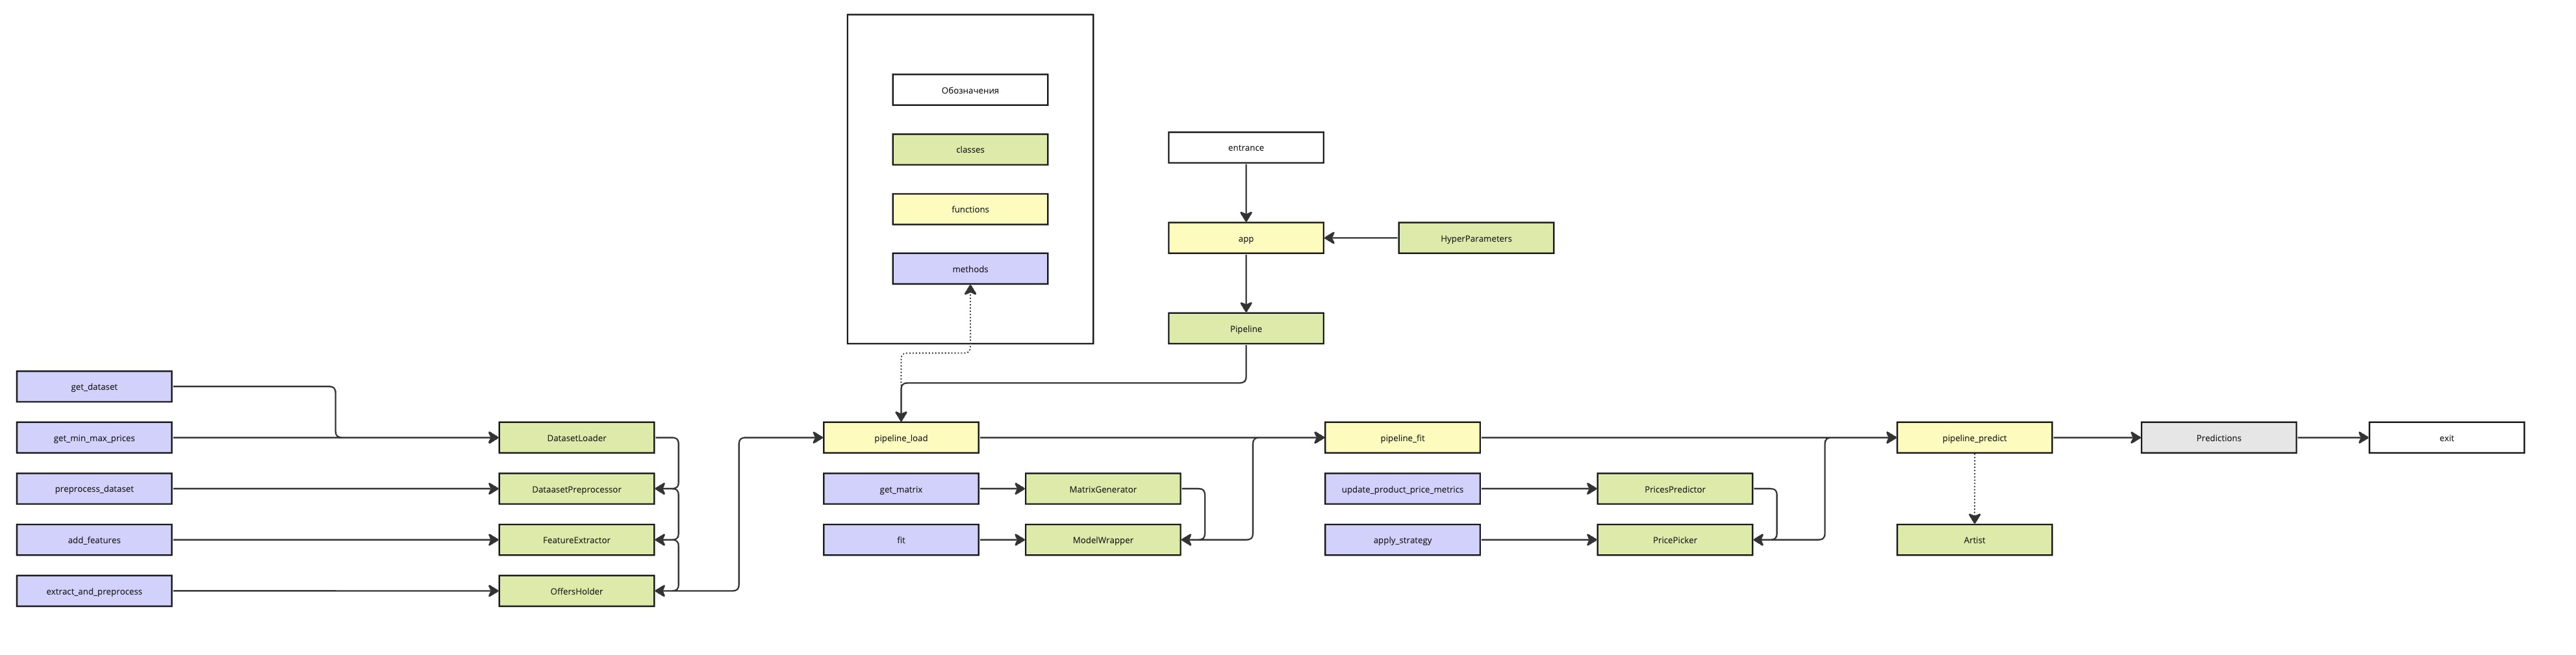 Обозначения
classes
functions
methods
entrance
app
HyperParameters
Pipeline
get_dataset
get_min_max_prices
DatasetLoader
pipeline_load
pipeline_fit
pipeline_predict
Predictions
exit
preprocess_dataset
DataasetPreprocessor
get_matrix
MatrixGenerator
update_product_price_metrics
PricesPredictor
add_features
FeatureExtractor
fit
ModelWrapper
apply_strategy
PricePicker
Artist
extract_and_preprocess
OffersHolder